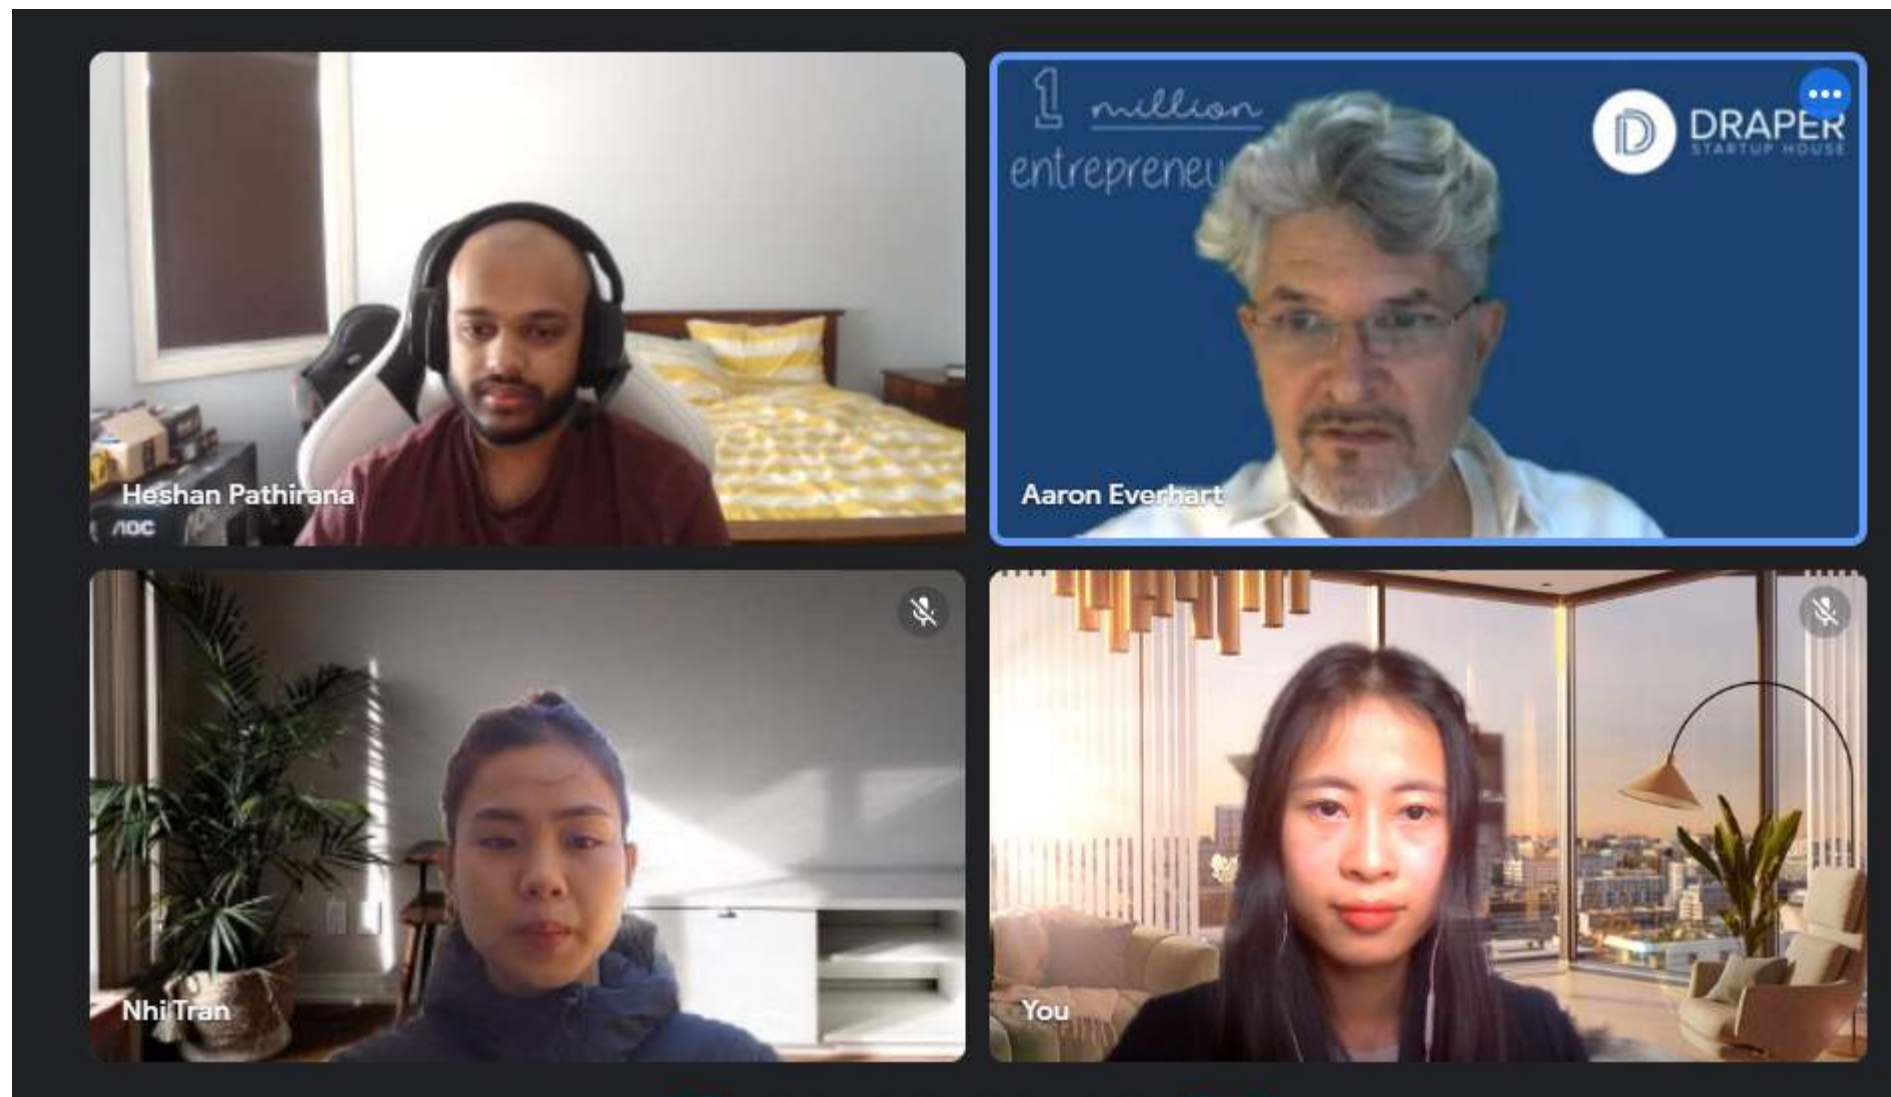 1 million
entrepreneu
DRAPER
STARTUP HOUSE
Heshan Pathirana
AOC
Aaron Everhart
Nhi Tran
You